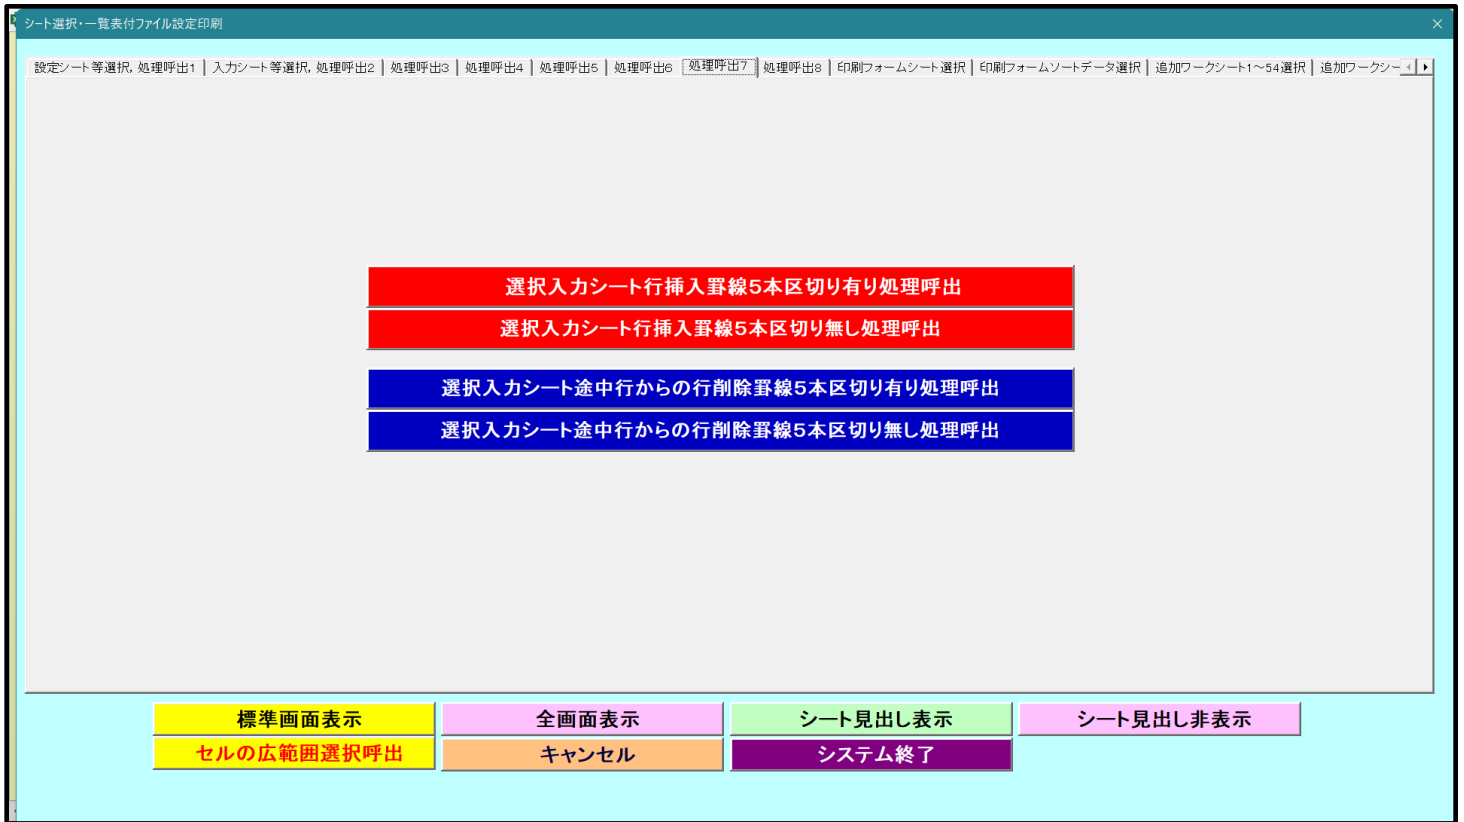 シート選択・一覧表付ファイル設定印刷
設定シート等選択, 処理呼出1
入力シート等選択, 処理呼出2
処理呼出3
処理呼出4
処理呼出5
処理呼出6
処理呼出7
処理呼出8
印刷フォームシート選択
印刷フォームソートデータ選択
追加ワークシート1～54選択
追加ワークシー
選択入力シート行挿入罫線5本区切り有り処理呼出
選択入力シート行挿入罫線5本区切り無し処理呼出
選択入力シート途中行からの行削除罫線5本区切り有り処理呼出
選択入力シート途中行からの行削除罫線5本区切り無し処理呼出
標準画面表示
全画面表示
シート見出し表示
シート見出し非表示
セルの広範囲選択呼出
キャンセル
システム終了